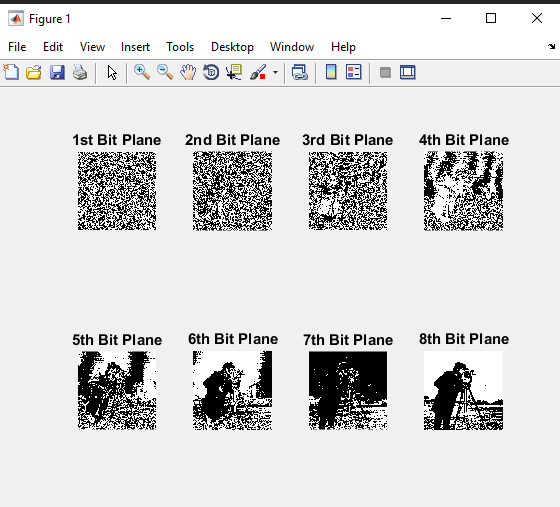 Figure 1
File Edit View Insert Tools Desktop Window Help
1st Bit Plane 2nd Bit Plane 3rd Bit Plane 4th Bit Plane
5th Bit Plane 6th Bit Plane 7th Bit Plane 8th Bit Plane